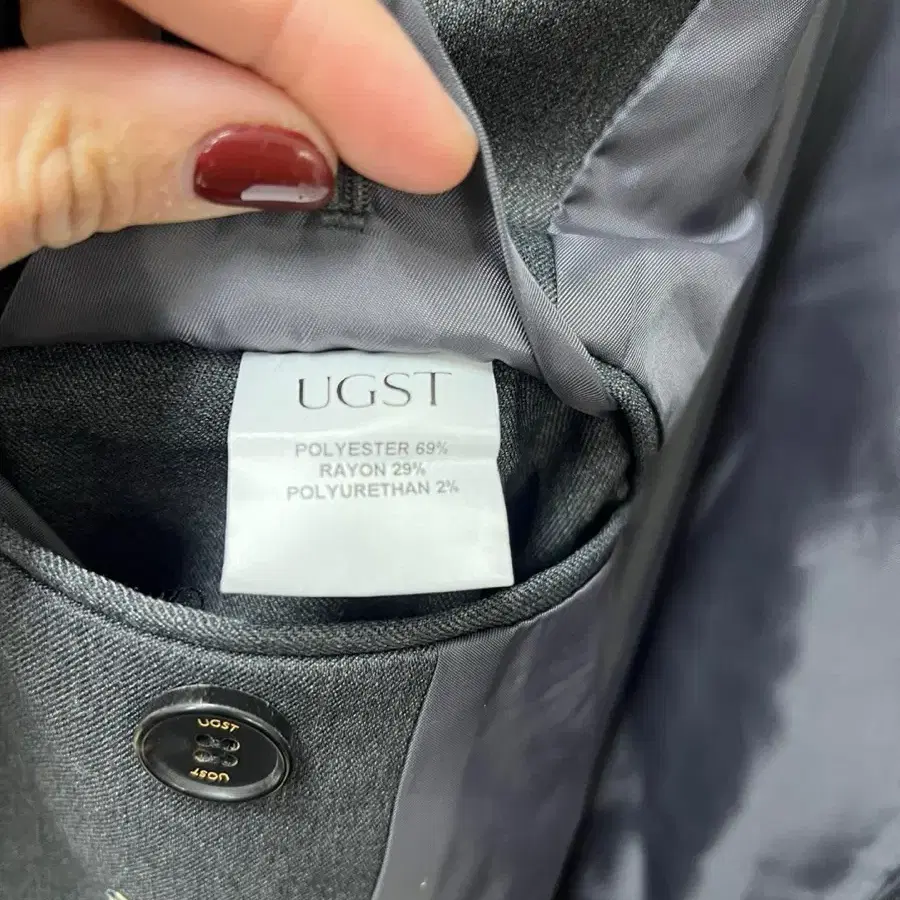 UGST
POLYESTER 69%
RAYON 29%
POLYURETHAN 2%
UGST
UGST